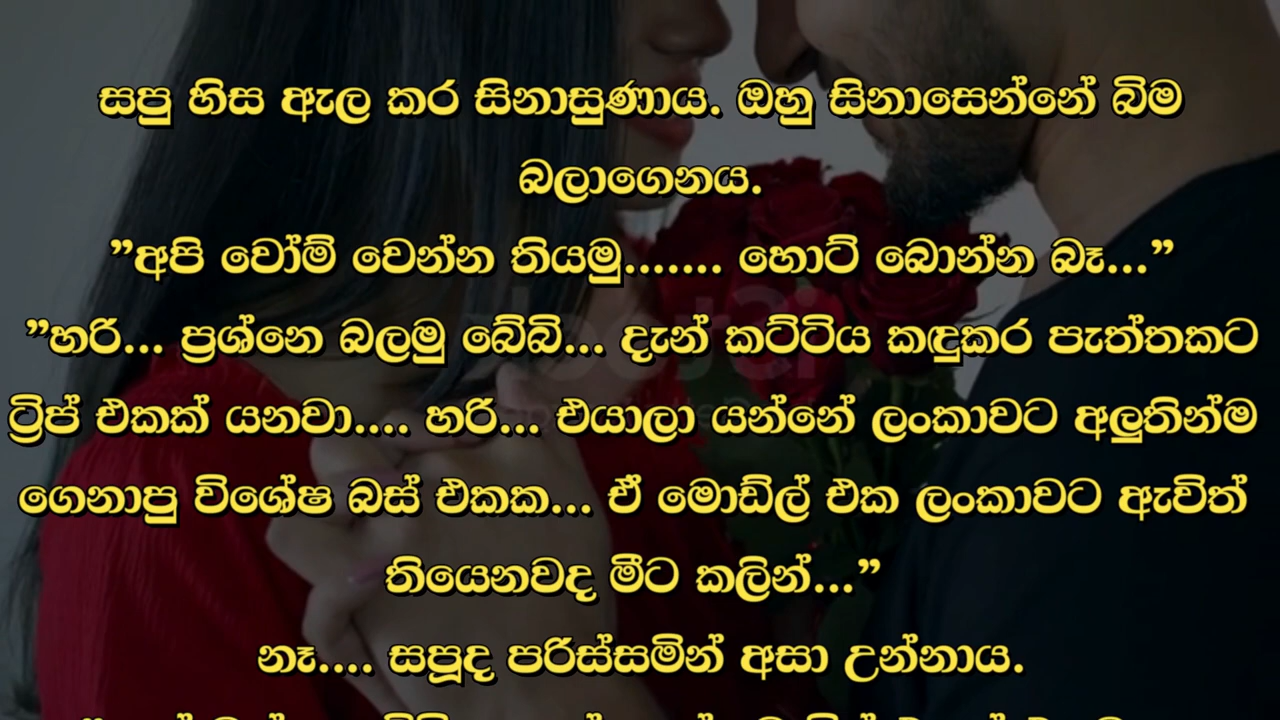 සපු හිස ඇල කර සිනාසුණාය. ඔහු සිනාසෙන්නේ බිම
බලාගෙනය.
”අපි වෝම් වෙන්න තියමු....... හොට් බොන්න බෑ...”
”හරි... ප්‍රශ්නෙ බලමු බේබි... දැන් කට්ටිය කඳුකර පැත්තකට
ට්‍රිප් එකක් යනවා.... හරි... එයාලා යන්නේ ලංකාවට අලුතින්ම
ගෙනාපු විශේෂ බස් එකක... ඒ මොඩ්ල් එක ලංකාවට ඇවිත්
තියෙනවද මීට කලින්...”
නෑ.... සපූද පරිස්සමින් අසා උන්නාය.